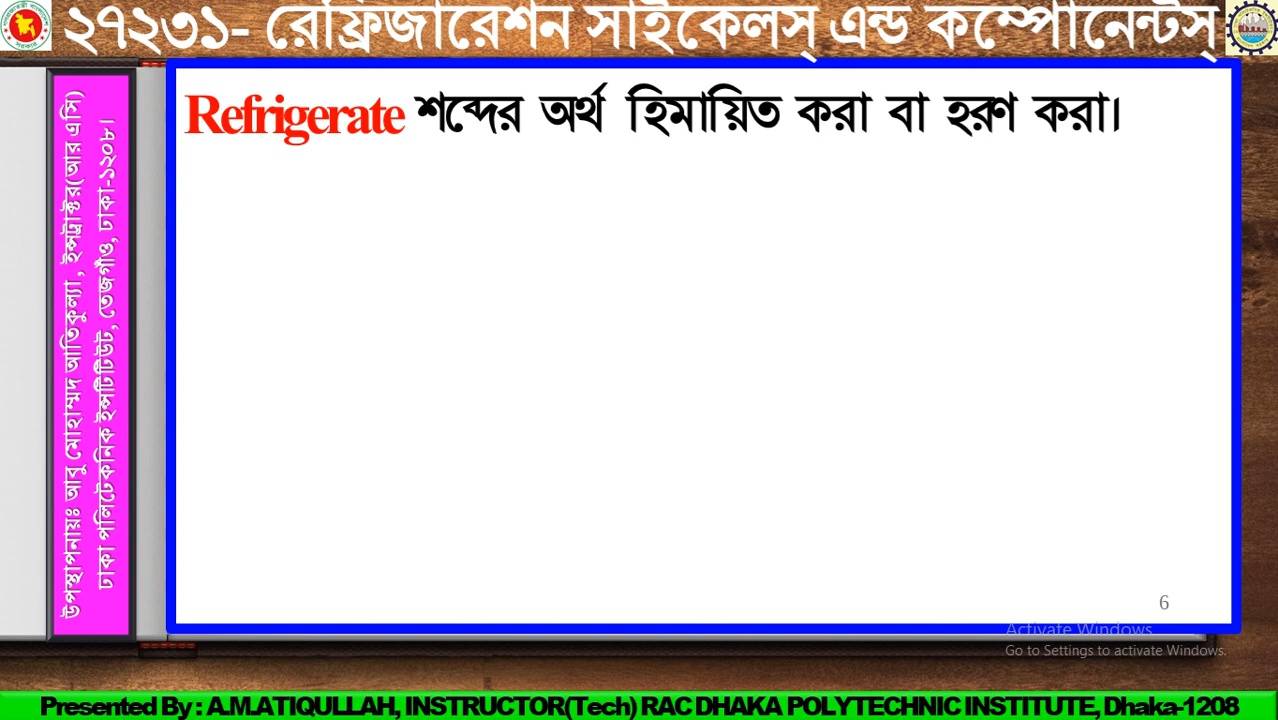 ২৭২৩১- রেফ্রিজারেশন সাইকেলস্ এন্ড কম্পোনেন্টস্
Refrigerate শব্দের অর্থ হিমায়িত করা বা হরণ করা।
উপস্থাপনায়ঃ আবু মোহাম্মদ আতিকুল্যা , ইন্সট্রাক্টর(আর এসি)
ঢাকা পলিটেকনিক ইন্সটিটিউট, তেজগাঁও, ঢাকা-১২০৮।
6
Activate Windows
Go to Settings to activate Windows.
Presented By : A.M.ATIQULLAH, INSTRUCTOR(Tech) RAC DHAKA POLYTECHNIC INSTITUTE, Dhaka-1208